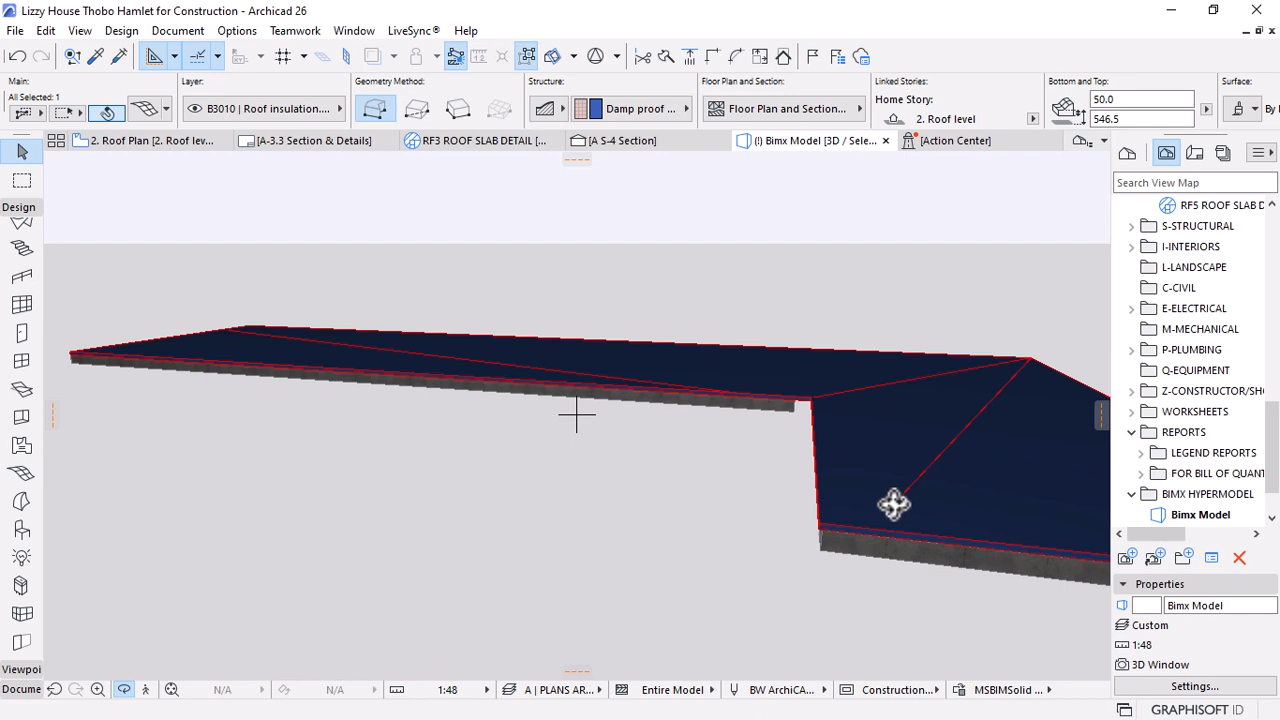 Lizzy House Thobo Hamlet for Construction - Archicad 26
File Edit View Design Document Options Teamwork Window LiveSync® Help
Main: Layer: Geometry Method: Structure: Floor Plan and Section: Linked Stories: Bottom and Top: Surface:
All Selected: 1 B3010 | Roof insulation.... Damp proof ... Floor Plan and Section... Home Story: 50.0 By l
2. Roof level 546.5
2. Roof Plan [2. Roof lev... [A-3.3 Section & Details] RF3 ROOF SLAB DETAIL [... [A S-4 Section] (!) Bimx Model [3D / Sele... [Action Center]
Search View Map
Design
RF5 ROOF SLAB D
S-STRUCTURAL
I-INTERIORS
L-LANDSCAPE
C-CIVIL
E-ELECTRICAL
M-MECHANICAL
P-PLUMBING
Q-EQUIPMENT
Z-CONSTRUCTOR/SH
WORKSHEETS
REPORTS
LEGEND REPORTS
FOR BILL OF QUANT
BIMX HYPERMODEL
Bimx Model
Properties
Bimx Model
Custom
1:48
3D Window
Settings...
Viewpoi
Docume N/A N/A 1:48 A | PLANS AR... Entire Model BW ArchiCA... Construction... MSBIMSolid ...
GRAPHISOFT ID